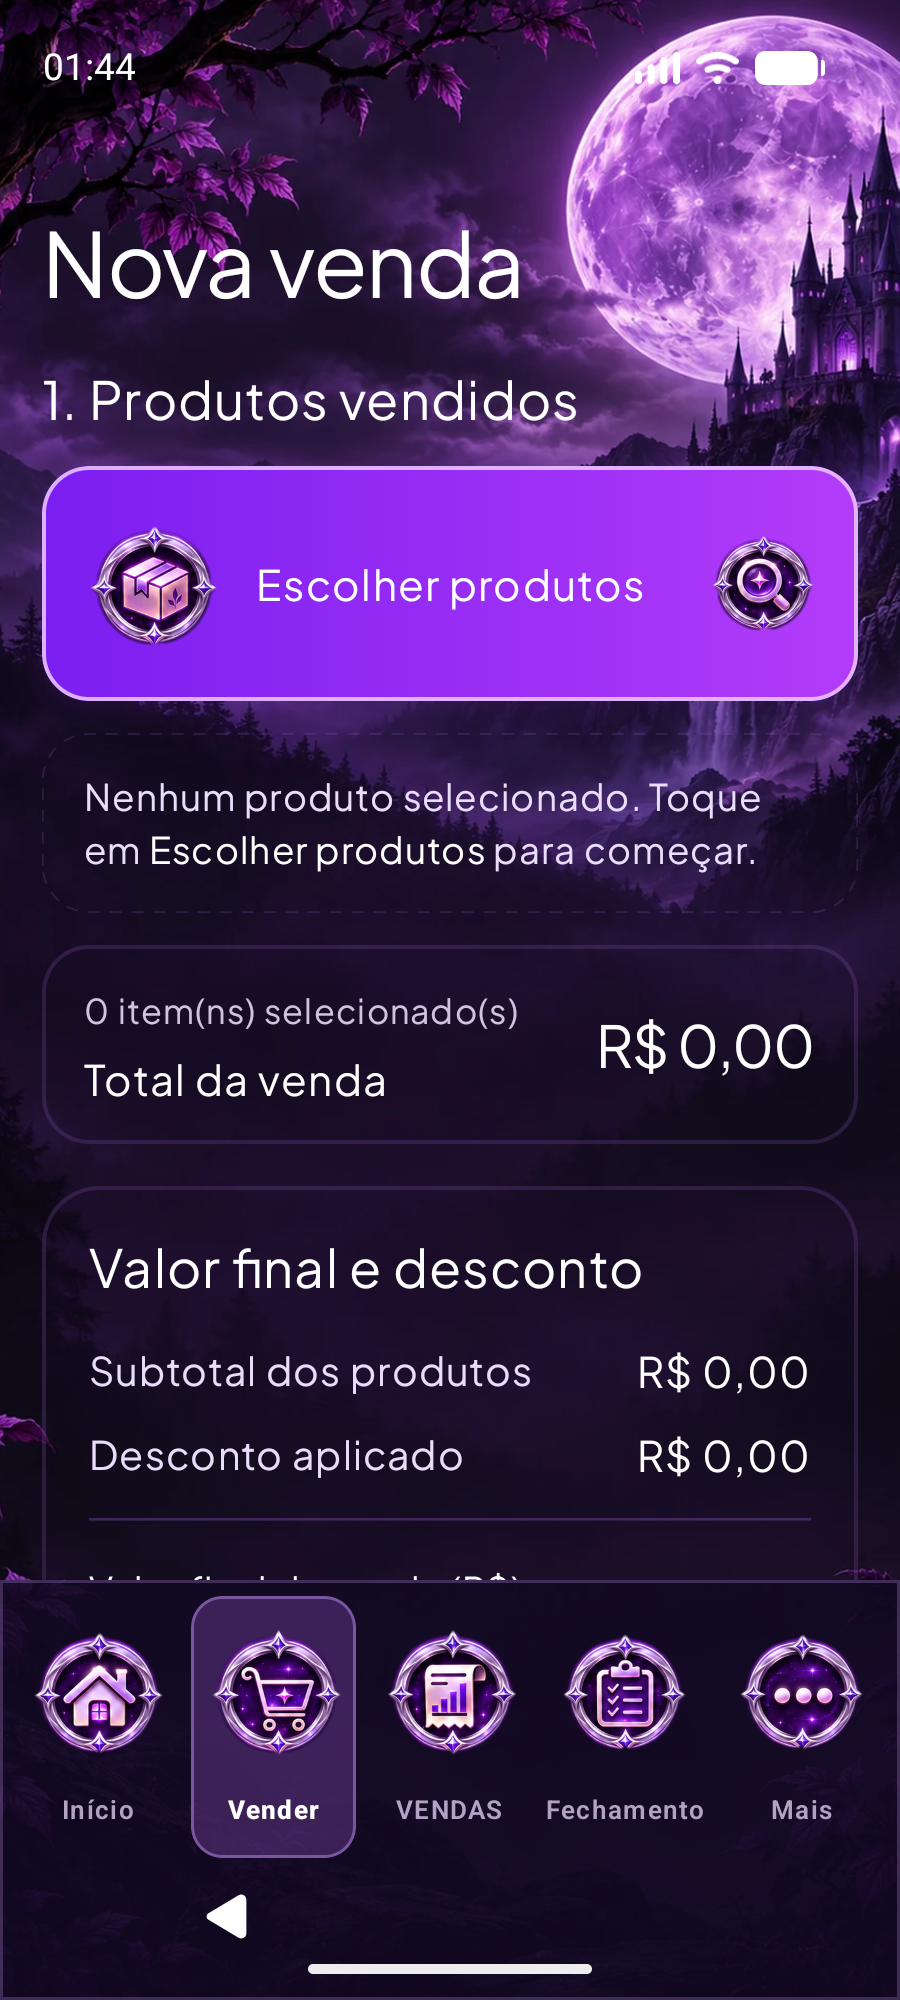 01:44
Nova venda
1. Produtos vendidos
Escolher produtos
Nenhum produto selecionado. Toque
em Escolher produtos para começar.
0 item(ns) selecionado(s)
Total da venda
R$ 0,00
Valor final e desconto
Subtotal dos produtos
R$ 0,00
Desconto aplicado
R$ 0,00
Início
Vender
VENDAS
Fechamento
Mais